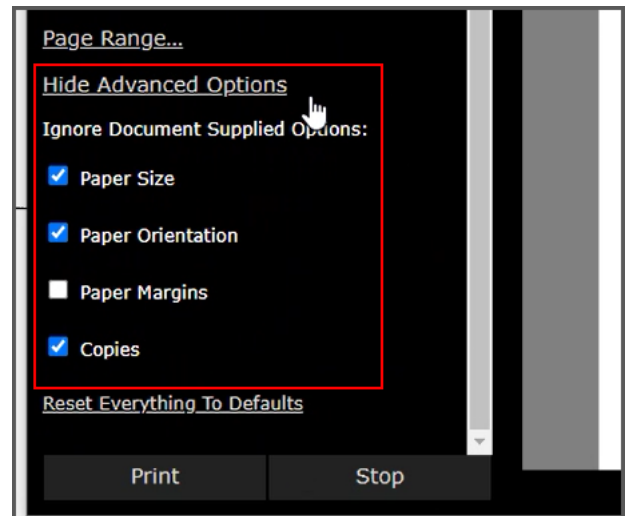 Page Range...
Hide Advanced Options
Ignore Document Supplied Options:
Paper Size
Paper Orientation
Paper Margins
Copies
Reset Everything To Defaults
Print Stop